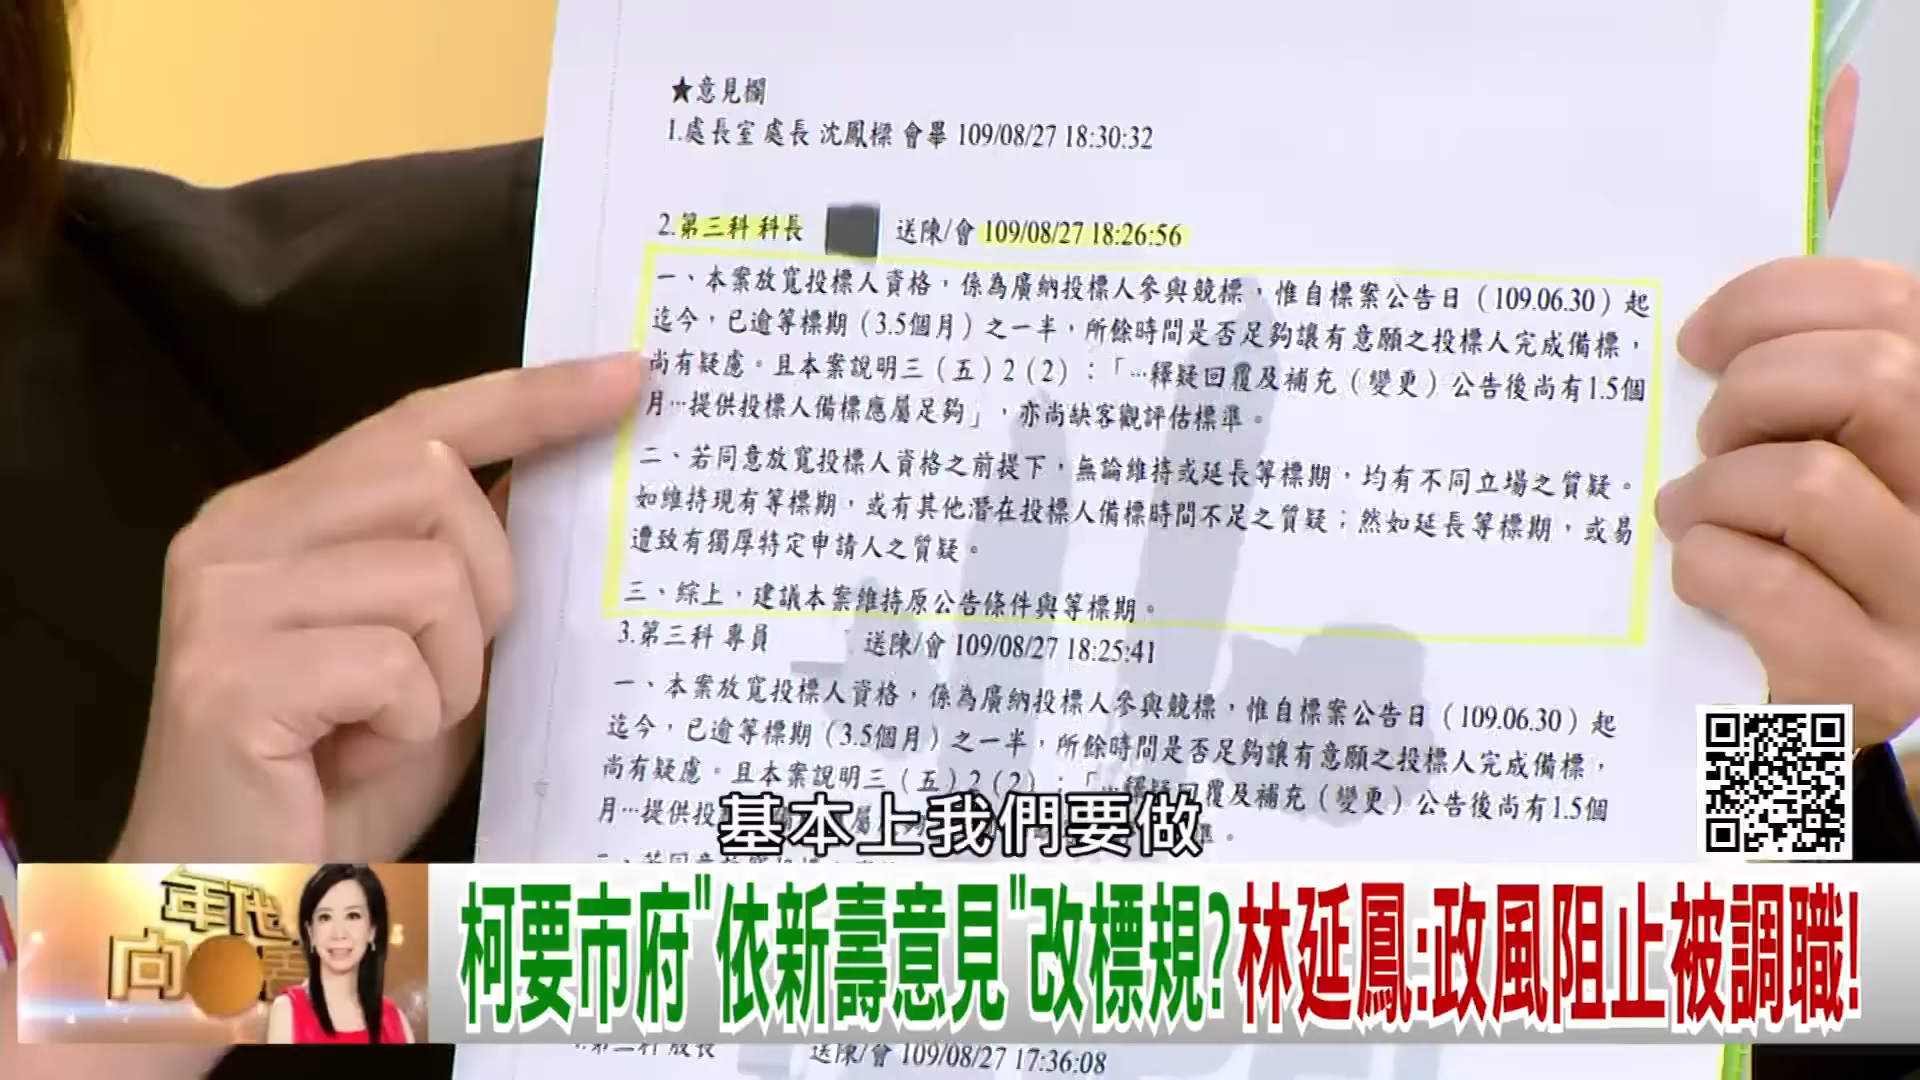 ★意見欄
1.處長室 處長 沈鳳樑 會畢 109/08/27 18:30:32
2.第三科 科長 送陳/會 109/08/27 18:26:56
一、本案放寬投標人資格，係為廣納投標人參與競標，惟自標案公告日（109.06.30）起
迄今，已逾等標期（3.5個月）之一半，所餘時間是否足夠讓有意願之投標人完成備標，
尚有疑慮。且本案說明三（五）2（2）：「…釋疑回覆及補充（變更）公告後尚有1.5個
月…提供投標人備標應屬足夠」，亦尚缺客觀評估標準。
二、若同意放寬投標人資格之前提下，無論維持或延長等標期，均有不同立場之質疑。
如維持現有等標期，或有其他潛在投標人備標時間不足之質疑；然如延長等標期，或易
遭致有獨厚特定申請人之質疑。
三、綜上，建議本案維持原公告條件與等標期。
3.第三科 專員 送陳/會 109/08/27 18:25:41
一、本案放寬投標人資格，係為廣納投標人參與競標，惟自標案公告日（109.06.30）起
迄今，已逾等標期（3.5個月）之一半，所餘時間是否足夠讓有意願之投標人完成備標，
尚有疑慮。且本案說明三（五）2（2）：「…釋疑回覆及補充（變更）公告後尚有1.5個
月…提供投
基本上我們要做
年代向錢看
柯要市府"依新壽意見"改標規?林延鳳:政風阻止被調職!
送陳/會 109/08/27 17:36:08